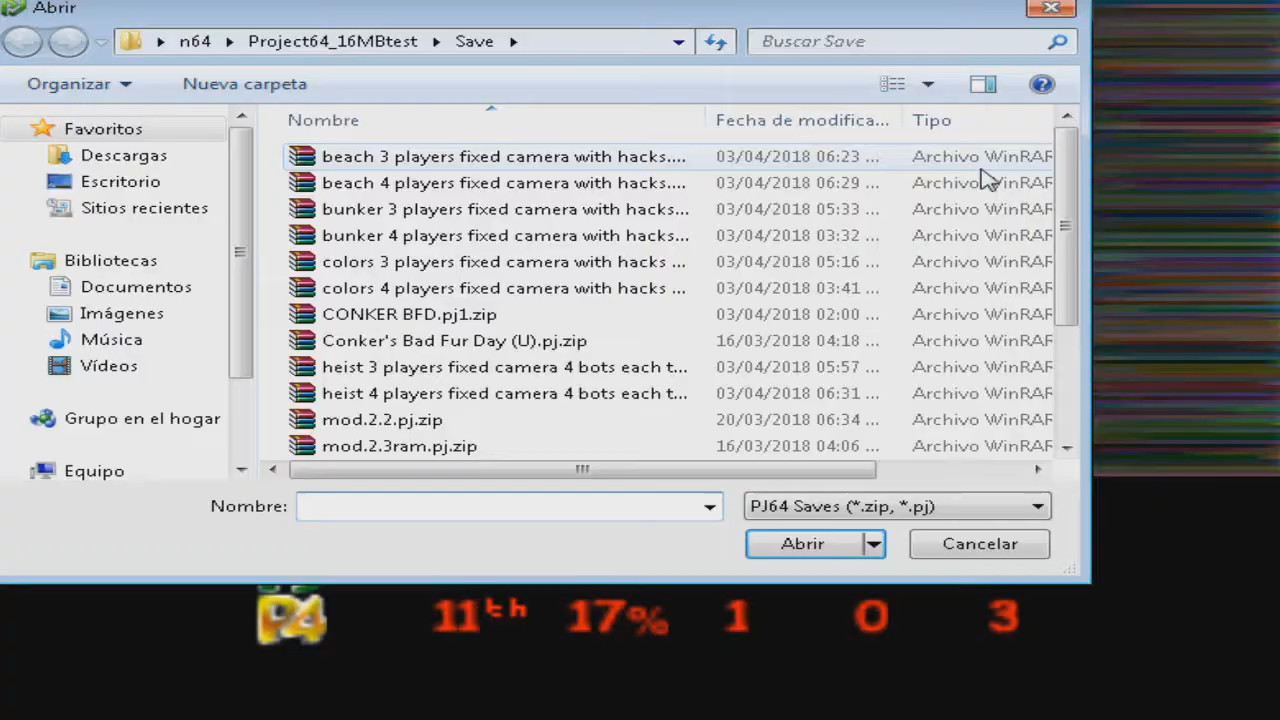 Abrir
n64 Project64_16MBtest Save
Buscar Save
Organizar Nueva carpeta
Nombre Fecha de modifica... Tipo
Favoritos
Descargas
Escritorio
Sitios recientes
Bibliotecas
Documentos
Imágenes
Música
Vídeos
Grupo en el hogar
Equipo
beach 3 players fixed camera with hacks.... 03/04/2018 06:23 ... Archivo WinRAR
beach 4 players fixed camera with hacks.... 03/04/2018 06:29 ... Archivo WinRAR
bunker 3 players fixed camera with hacks... 03/04/2018 05:33 ... Archivo WinRAR
bunker 4 players fixed camera with hacks... 03/04/2018 03:32 ... Archivo WinRAR
colors 3 players fixed camera with hacks ... 03/04/2018 05:16 ... Archivo WinRAR
colors 4 players fixed camera with hacks ... 03/04/2018 03:41 ... Archivo WinRAR
CONKER BFD.pj1.zip 03/04/2018 02:00 ... Archivo WinRAR
Conker's Bad Fur Day (U).pj.zip 16/03/2018 04:18 ... Archivo WinRAR
heist 3 players fixed camera 4 bots each t... 03/04/2018 05:57 ... Archivo WinRAR
heist 4 players fixed camera 4 bots each t... 03/04/2018 06:31 ... Archivo WinRAR
mod.2.2.pj.zip 20/03/2018 06:34 ... Archivo WinRAR
mod.2.3ram.pj.zip 16/03/2018 04:06 ... Archivo WinRAR
Nombre: PJ64 Saves (*.zip, *.pj)
Abrir Cancelar
P4 11th 17% 1 0 3